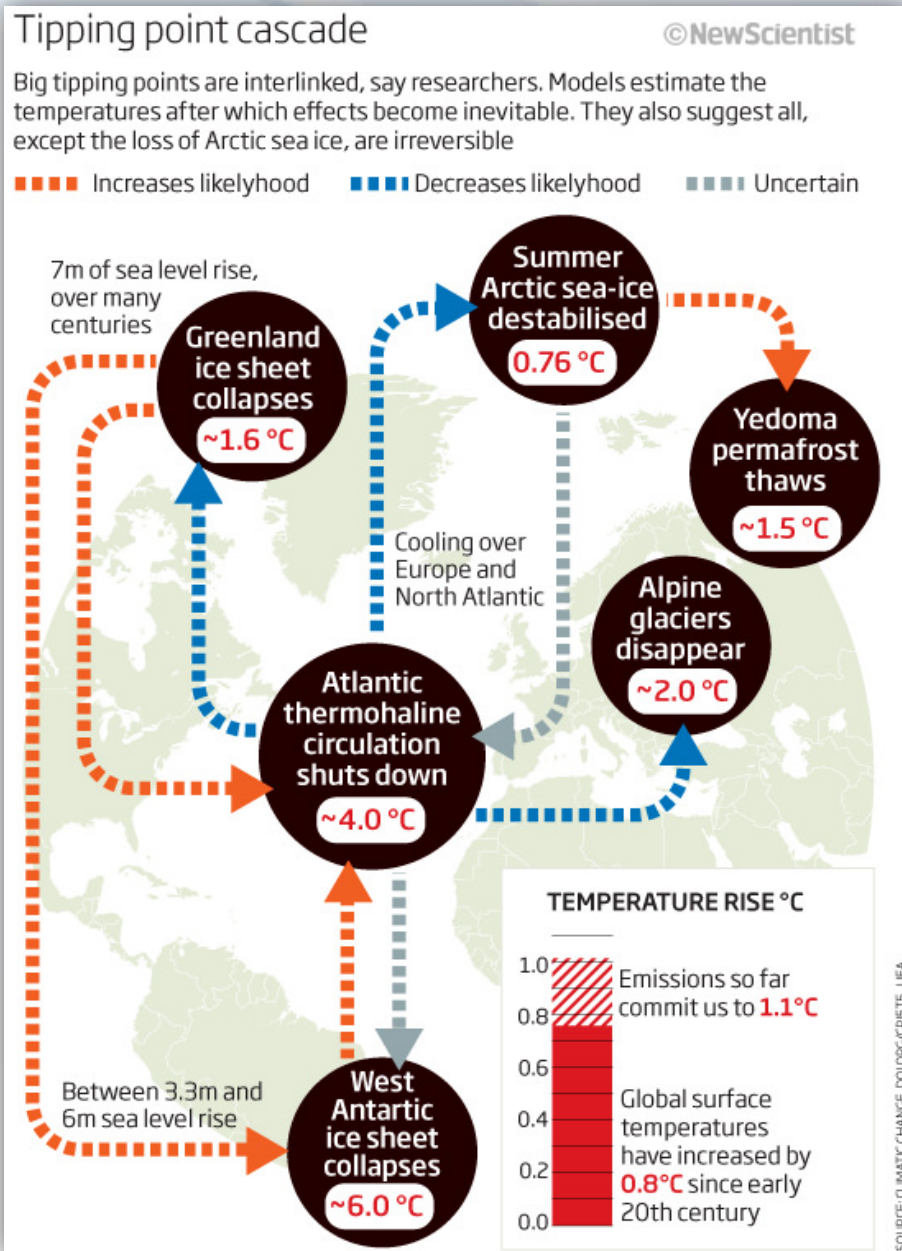 Tipping point cascade
©NewScientist
Big tipping points are interlinked, say researchers. Models estimate the
temperatures after which effects become inevitable. They also suggest all,
except the loss of Arctic sea ice, are irreversible
Increases likelyhood
Decreases likelyhood
Uncertain
7m of sea level rise,
over many
centuries
Greenland
ice sheet
collapses
~1.6 °C
Summer
Arctic sea-ice
destabilised
0.76 °C
Yedoma
permafrost
thaws
~1.5 °C
Cooling over
Europe and
North Atlantic
Alpine
glaciers
disappear
~2.0 °C
Atlantic
thermohaline
circulation
shuts down
~4.0 °C
Between 3.3m and
6m sea level rise
West
Antartic
ice sheet
collapses
~6.0 °C
TEMPERATURE RISE °C
1.0
0.8
0.6
0.4
0.2
0.0
Emissions so far
commit us to 1.1°C
Global surface
temperatures
have increased by
0.8°C since early
20th century
SOURCE: CLIMATIC CHANGE,